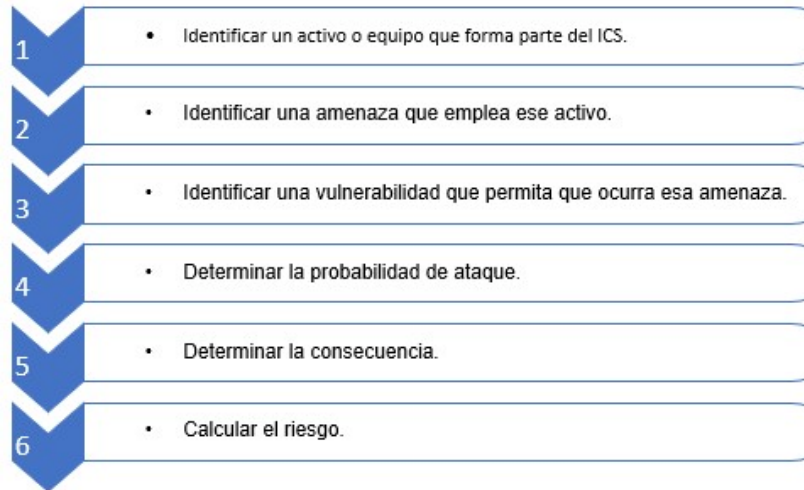 1 • Identificar un activo o equipo que forma parte del ICS.
2 • Identificar una amenaza que emplea ese activo.
3 • Identificar una vulnerabilidad que permita que ocurra esa amenaza.
4 • Determinar la probabilidad de ataque.
5 • Determinar la consecuencia.
6 • Calcular el riesgo.